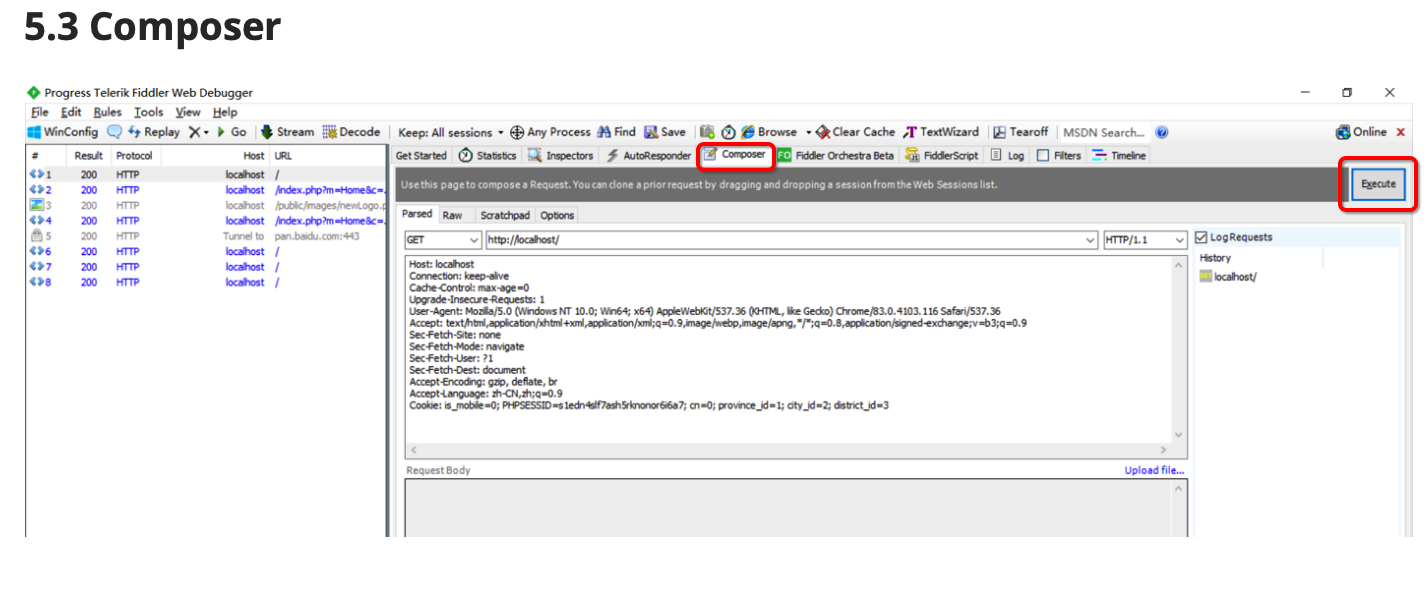 5.3 Composer
Progress Telerik Fiddler Web Debugger
File Edit Rules Tools View Help
WinConfig Replay Go Stream Decode Keep: All sessions Any Process Find Save Browse Clear Cache TextWizard Tearoff MSDN Search... Online
# Result Protocol Host URL
Get Started Statistics Inspectors AutoResponder Composer FO Fiddler Orchestra Beta FiddlerScript Log Filters Timeline
1 200 HTTP localhost /
2 200 HTTP localhost /index.php?m=Home&c=.
3 200 HTTP localhost /public/images/newLogo.p
4 200 HTTP localhost /index.php?m=Home&c=.
5 200 HTTP Tunnel to pan.baidu.com:443
6 200 HTTP localhost /
7 200 HTTP localhost /
8 200 HTTP localhost /
Use this page to compose a Request. You can clone a prior request by dragging and dropping a session from the Web Sessions list.
Execute
Parsed Raw Scratchpad Options
GET http://localhost/ HTTP/1.1
Host: localhost
Connection: keep-alive
Cache-Control: max-age=0
Upgrade-Insecure-Requests: 1
User-Agent: Mozilla/5.0 (Windows NT 10.0; Win64; x64) AppleWebKit/537.36 (KHTML, like Gecko) Chrome/83.0.4103.116 Safari/537.36
Accept: text/html,application/xhtml+xml,application/xml;q=0.9,image/webp,image/apng,*/*;q=0.8,application/signed-exchange;v=b3;q=0.9
Sec-Fetch-Site: none
Sec-Fetch-Mode: navigate
Sec-Fetch-User: ?1
Sec-Fetch-Dest: document
Accept-Encoding: gzip, deflate, br
Accept-Language: zh-CN,zh;q=0.9
Cookie: is_mobile=0; PHPSESSID=s1edn4slf7ash5rknonor6i6a7; cn=0; province_id=1; city_id=2; district_id=3
Log Requests
History
localhost/
Request Body Upload file...